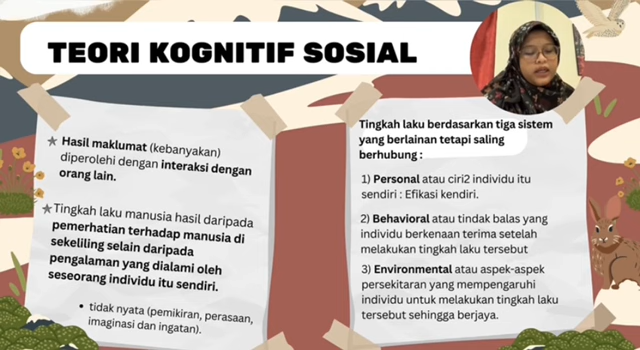 TEORI KOGNITIF SOSIAL
Hasil maklumat (kebanyakan)
diperolehi dengan interaksi dengan
orang lain.
Tingkah laku manusia hasil daripada
pemerhatian terhadap manusia di
sekeliling selain daripada
pengalaman yang dialami oleh
seseorang individu itu sendiri.
tidak nyata (pemikiran, perasaan,
imaginasi dan ingatan).
Tingkah laku berdasarkan tiga sistem
yang berlainan tetapi saling
berhubung :
1) Personal atau ciri2 individu itu
sendiri : Efikasi kendiri.
2) Behavioral atau tindak balas yang
individu berkenaan terima setelah
melakukan tingkah laku tersebut
3) Environmental atau aspek-aspek
persekitaran yang mempengaruhi
individu untuk melakukan tingkah laku
tersebut sehingga berjaya.